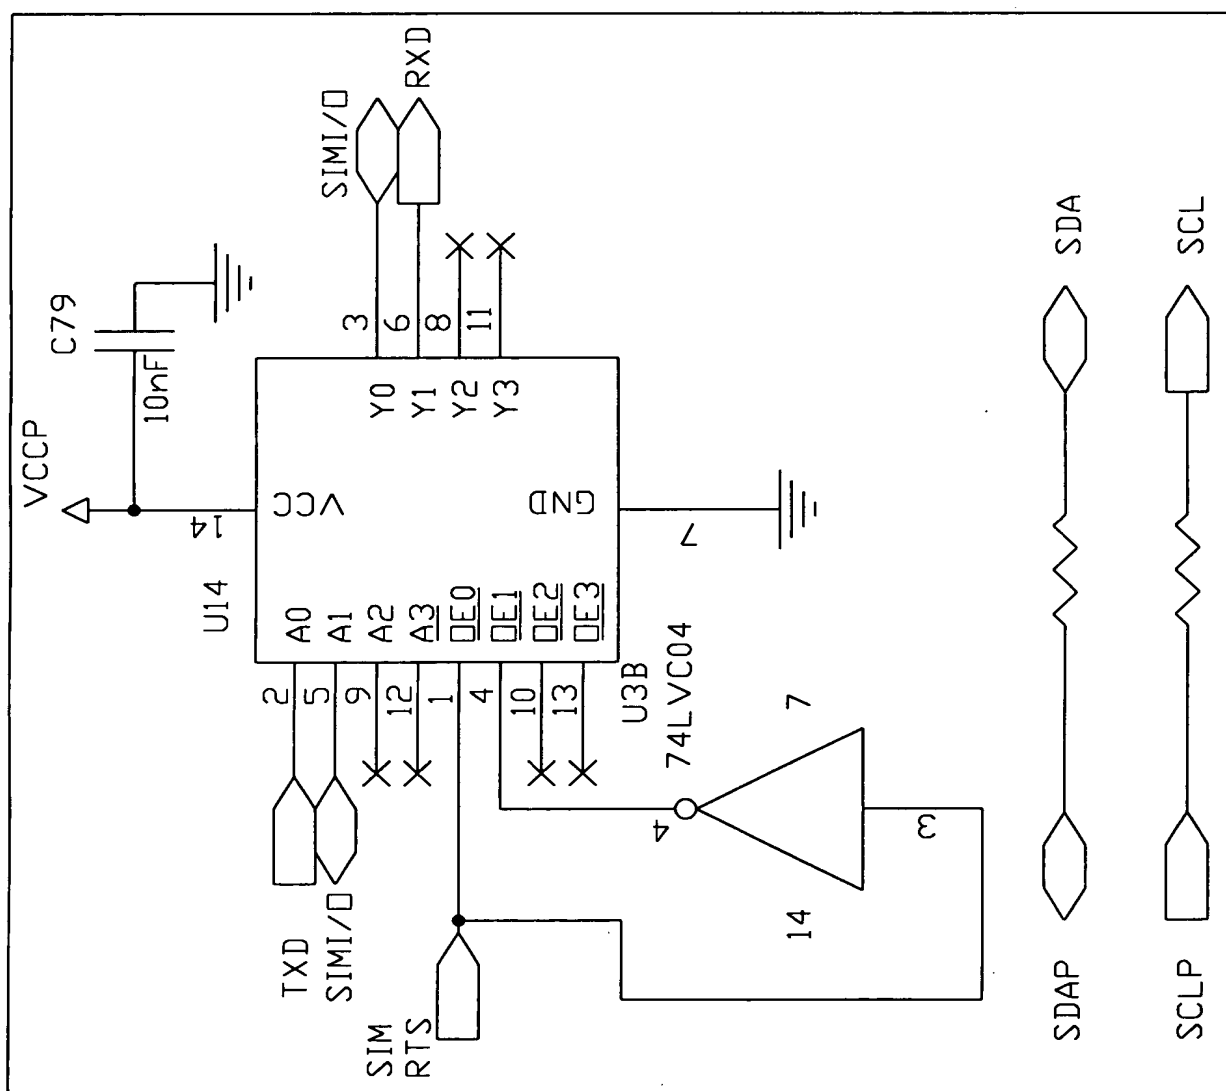 VCCP
C79
10nF
14
U14
VCC
GND
7
A0
A1
A2
A3
OE0
OE1
OE2
OE3
Y0
Y1
Y2
Y3
2
5
9
12
1
4
10
13
3
6
8
11
SIMI/O
RXD
TXD
SIMI/O
SIM
RTS
U3B
74LVC04
4
3
14
7
SDAP
SDA
SCLP
SCL